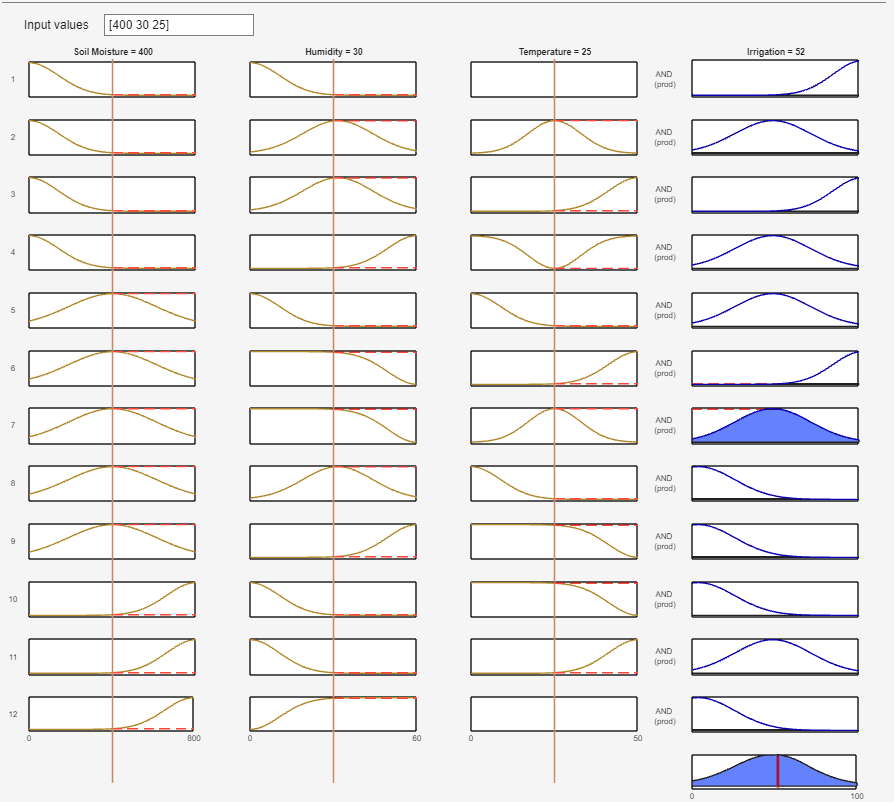 Input values [400 30 25]
Soil Moisture = 400 Humidity = 30 Temperature = 25 Irrigation = 52
1 AND
(prod)
2 AND
(prod)
3 AND
(prod)
4 AND
(prod)
5 AND
(prod)
6 AND
(prod)
7 AND
(prod)
8 AND
(prod)
9 AND
(prod)
10 AND
(prod)
11 AND
(prod)
12 AND
(prod)
0 800 0 60 0 50
0 100